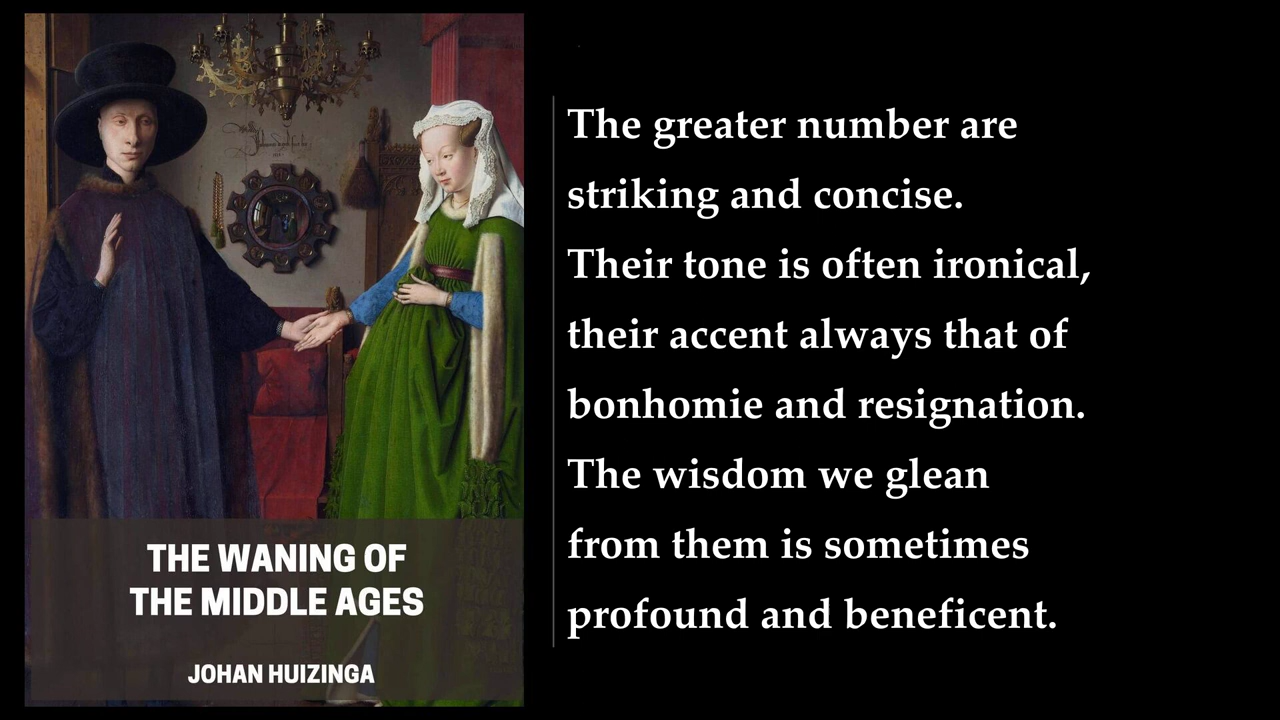 THE WANING OF
THE MIDDLE AGES
JOHAN HUIZINGA
The greater number are
striking and concise.
Their tone is often ironical,
their accent always that of
bonhomie and resignation.
The wisdom we glean
from them is sometimes
profound and beneficent.